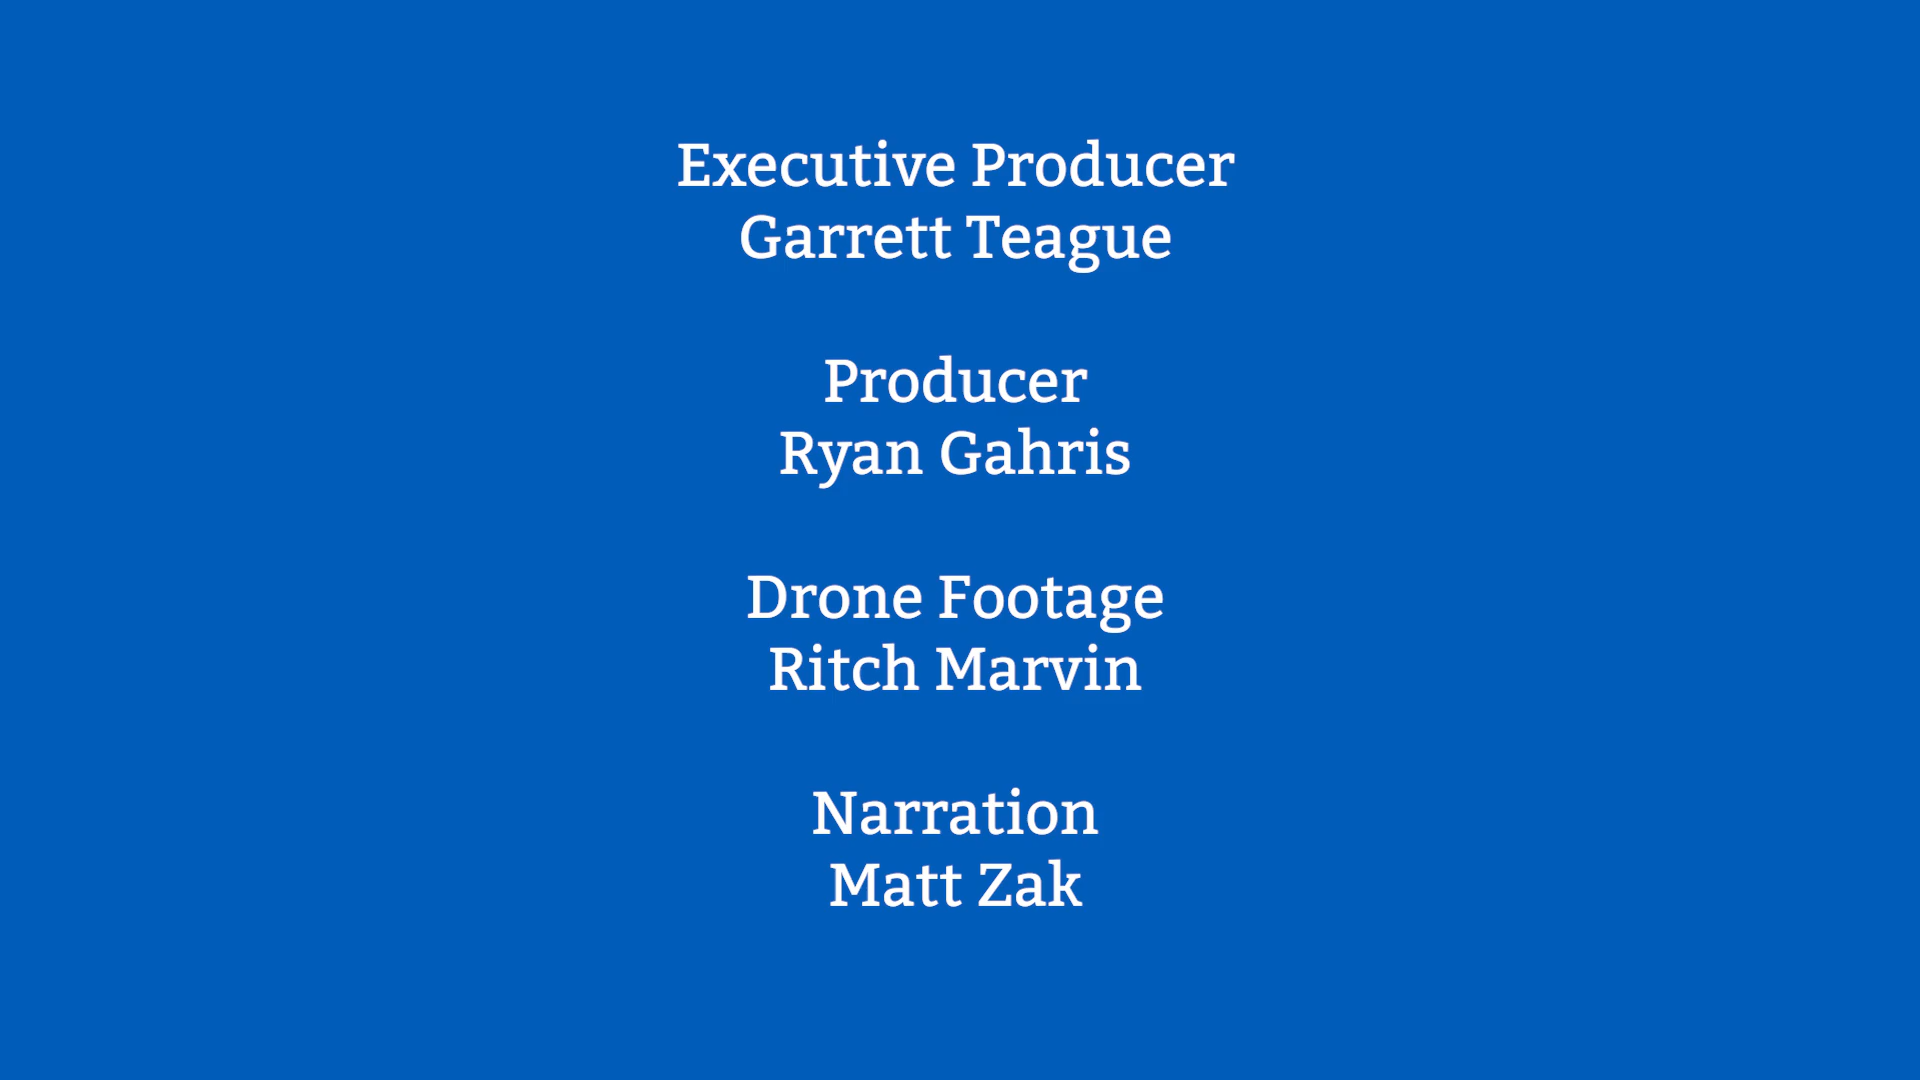 Executive Producer
Garrett Teague
Producer
Ryan Gahris
Drone Footage
Ritch Marvin
Narration
Matt Zak